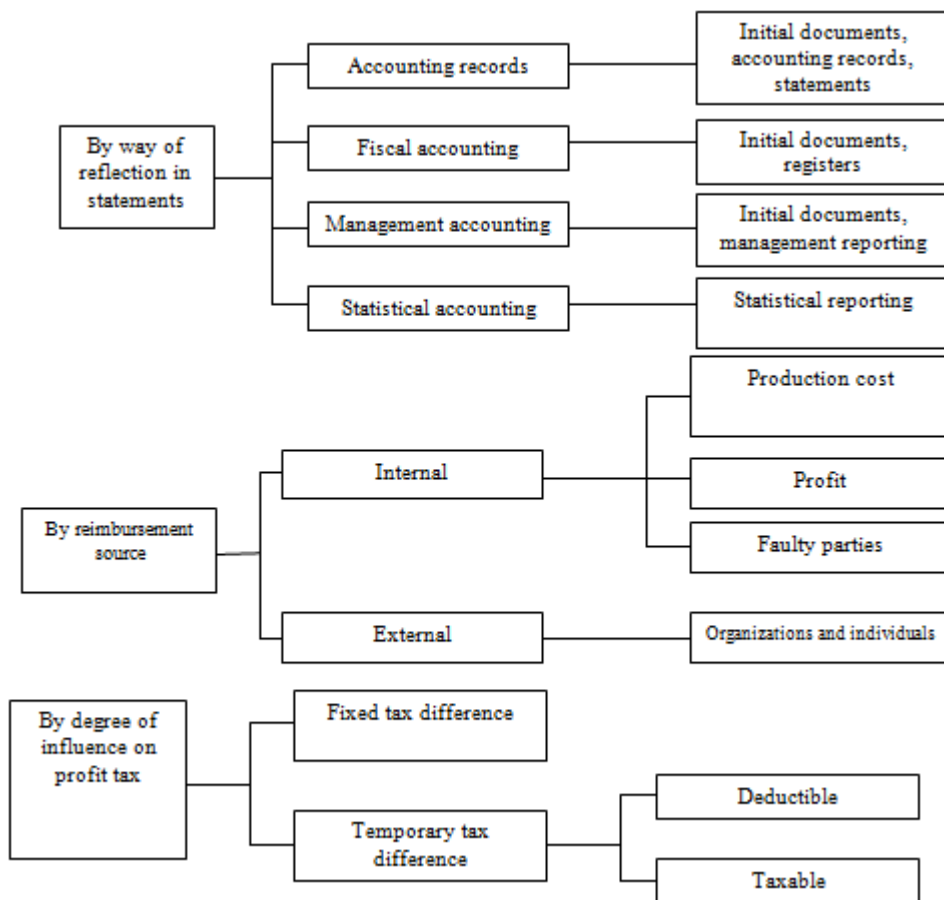 Accounting records
Initial documents,
accounting records,
statements
By way of
reflection in
statements
Fiscal accounting
Initial documents,
registers
Management accounting
Initial documents,
management reporting
Statistical accounting
Statistical reporting
By reimbursement
source
Internal
Production cost
Profit
Faulty parties
External
Organizations and individuals
By degree of
influence on
profit tax
Fixed tax difference
Temporary tax
difference
Deductible
Taxable